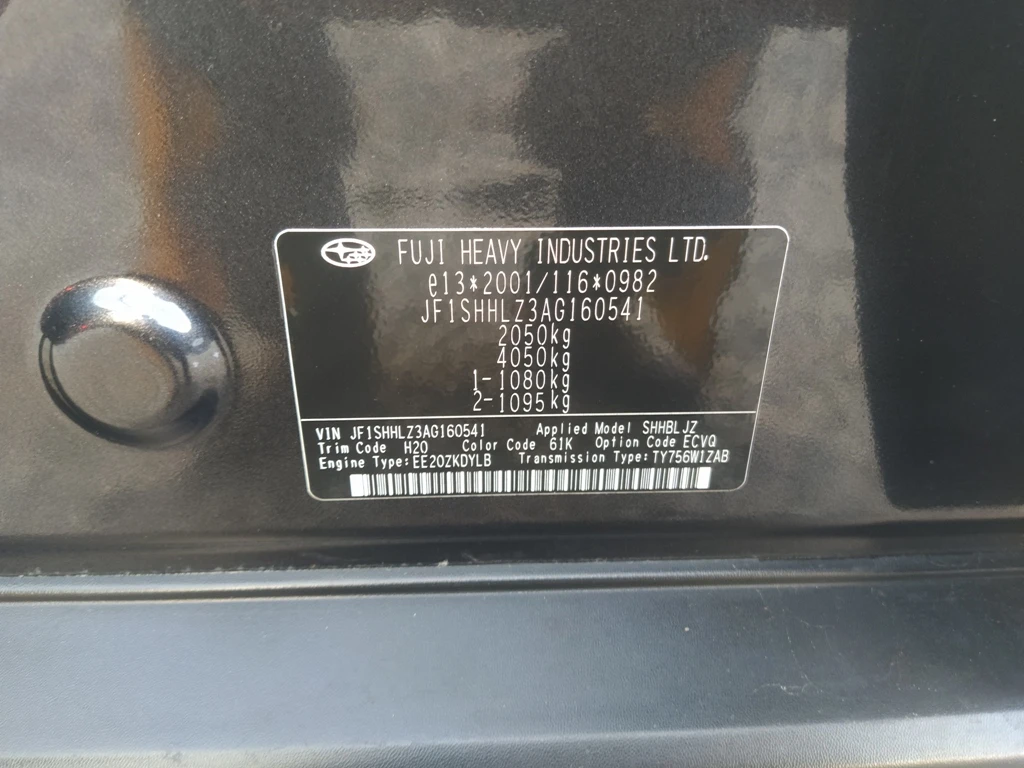 FUJI HEAVY INDUSTRIES LTD.
e13*2001/116*0982
JF1SHHLZ3AG160541
2050kg
4050kg
1-1080kg
2-1095kg
VIN JF1SHHLZ3AG160541 Applied Model SHHBLJZ
Trim Code H20 Color Code 61K Option Code ECVQ
Engine Type:EE20ZKDYLB Transmission Type:TY756W1ZAB